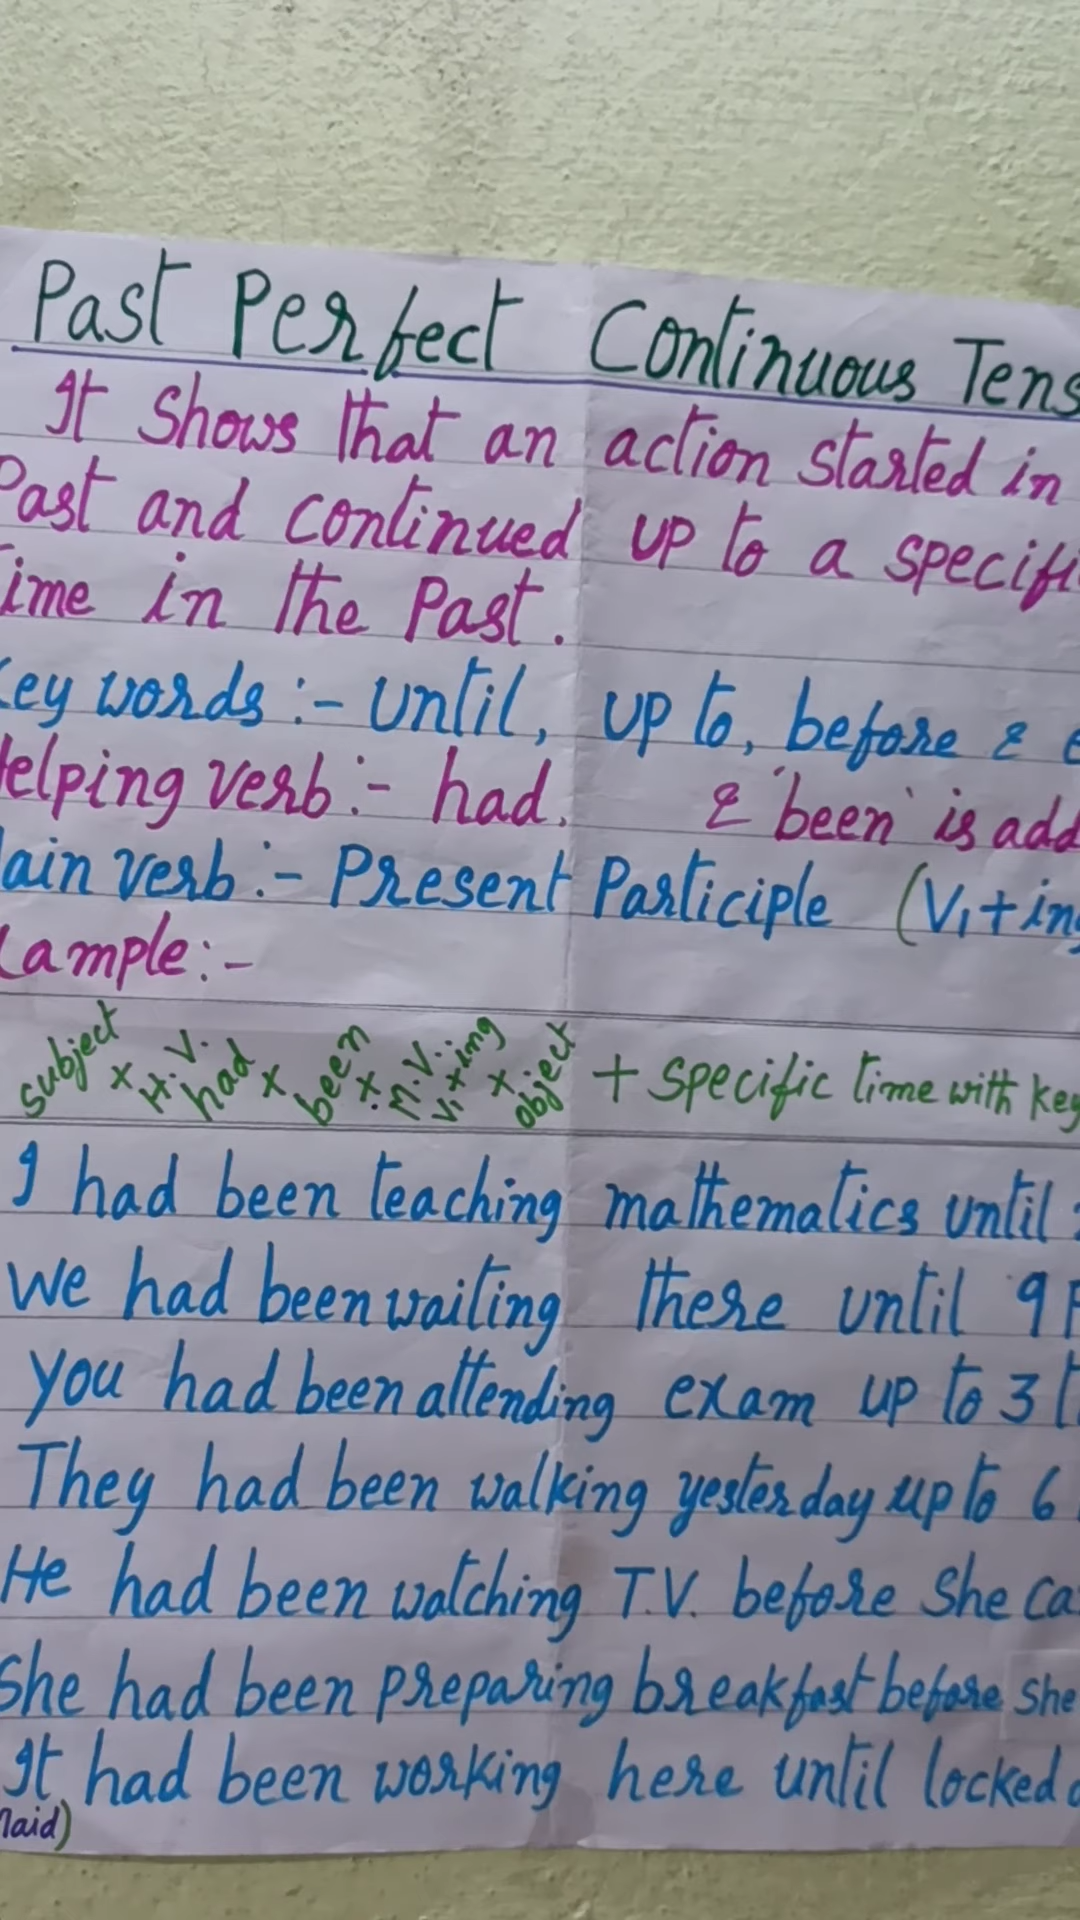 Past Perfect Continuous Tens
It shows that an action started in
Past and continued up to a specifi
ime in the Past.
ey words :- until, up to, before & e
elping verb :- had. & 'been' is add
ain verb :- Present Participle (V1+ing
ample :-
subject x H.V. had x been x m.V. V1+ing x object + specific time with key
I had been teaching mathematics until
We had been waiting there until 9 P
You had been attending exam up to 3 t
They had been walking yesterday up to 6
He had been watching T.V. before she ca
She had been preparing breakfast before she
It had been working here until locked
Maid)